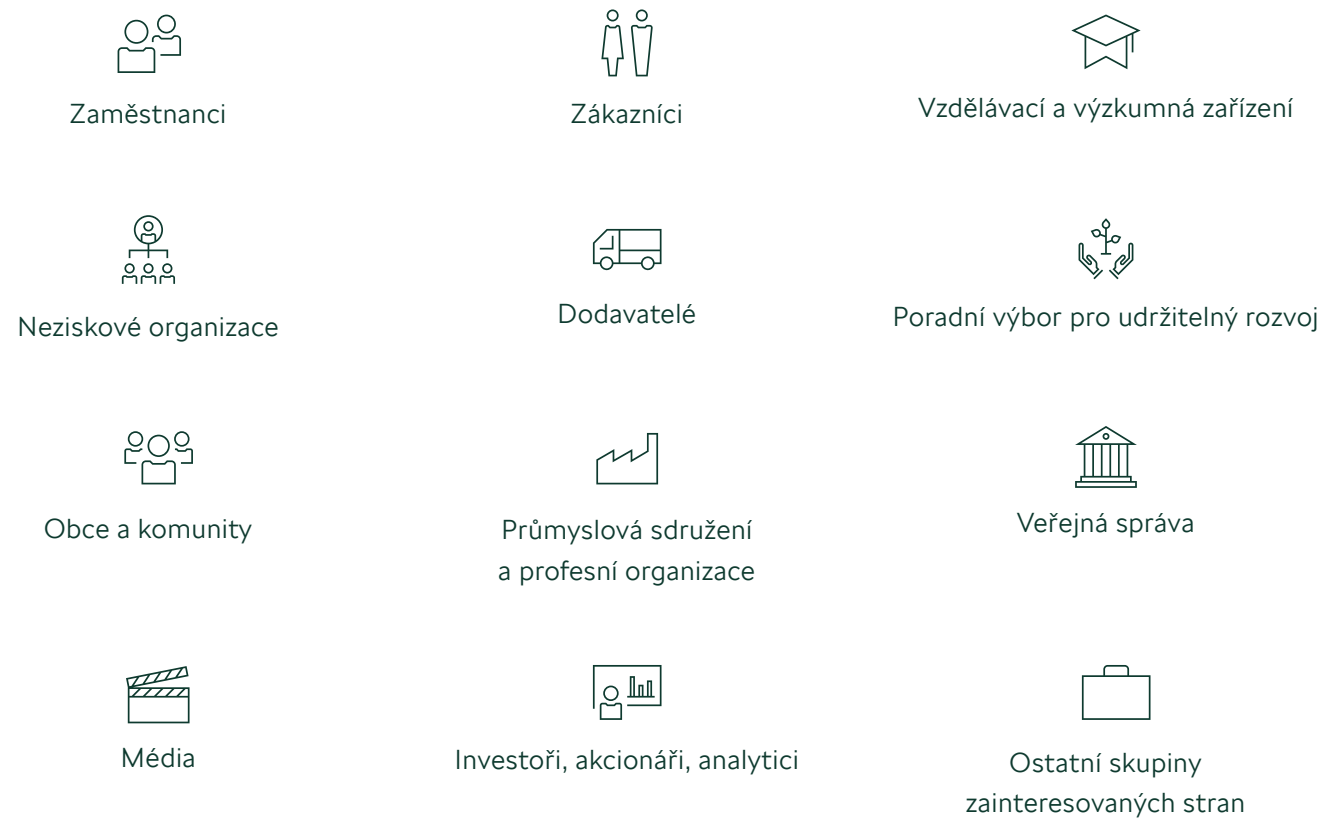 Zaměstnanci
Zákazníci
Vzdělávací a výzkumná zařízení
Neziskové organizace
Dodavatelé
Poradní výbor pro udržitelný rozvoj
Obce a komunity
Průmyslová sdružení
a profesní organizace
Veřejná správa
Média
Investoři, akcionáři, analytici
Ostatní skupiny
zainteresovaných stran